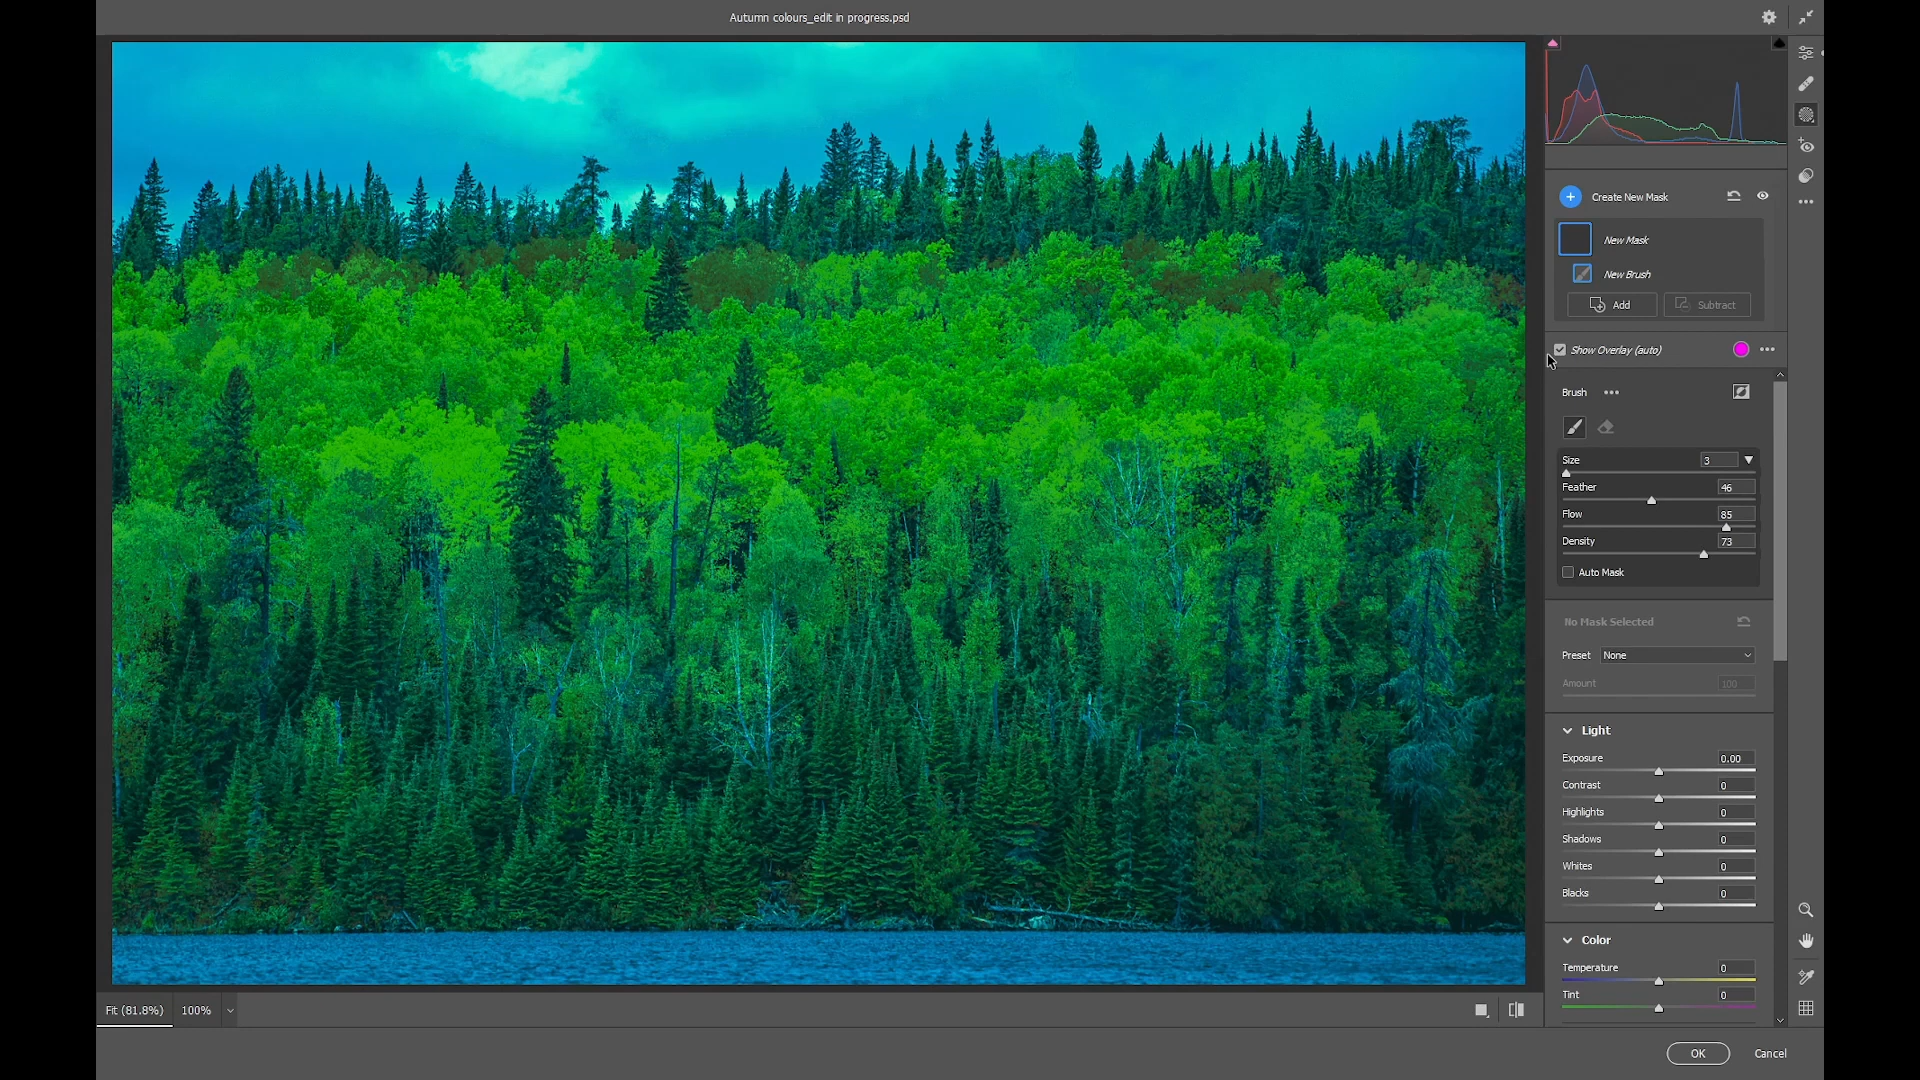 Autumn colours_edit in progress.psd
Create New Mask
New Mask
New Brush
Add
Subtract
Show Overlay (auto)
Brush
Size 3
Feather 46
Flow 85
Density 73
Auto Mask
No Mask Selected
Preset None
Amount 100
Light
Exposure 0.00
Contrast 0
Highlights 0
Shadows 0
Whites 0
Blacks 0
Color
Temperature 0
Tint 0
Fit (81.8%) 100%
OK Cancel